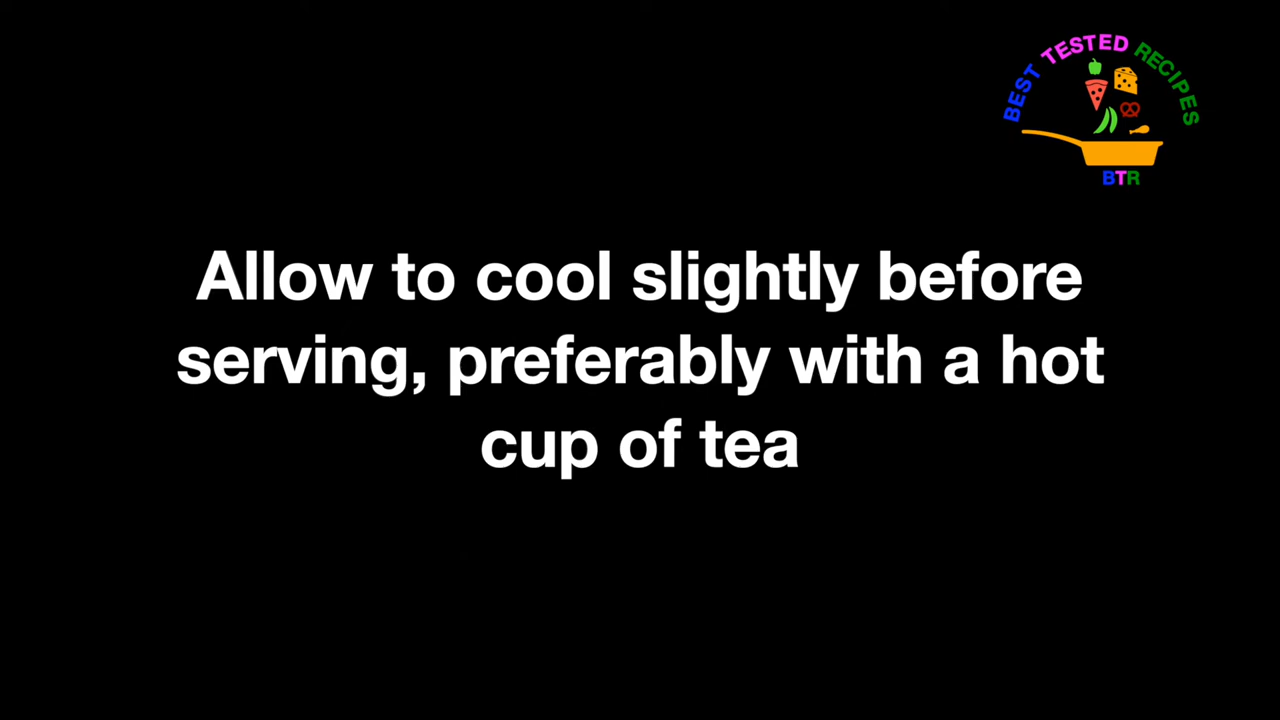 BEST TESTED RECIPES
BTR
Allow to cool slightly before
serving, preferably with a hot
cup of tea